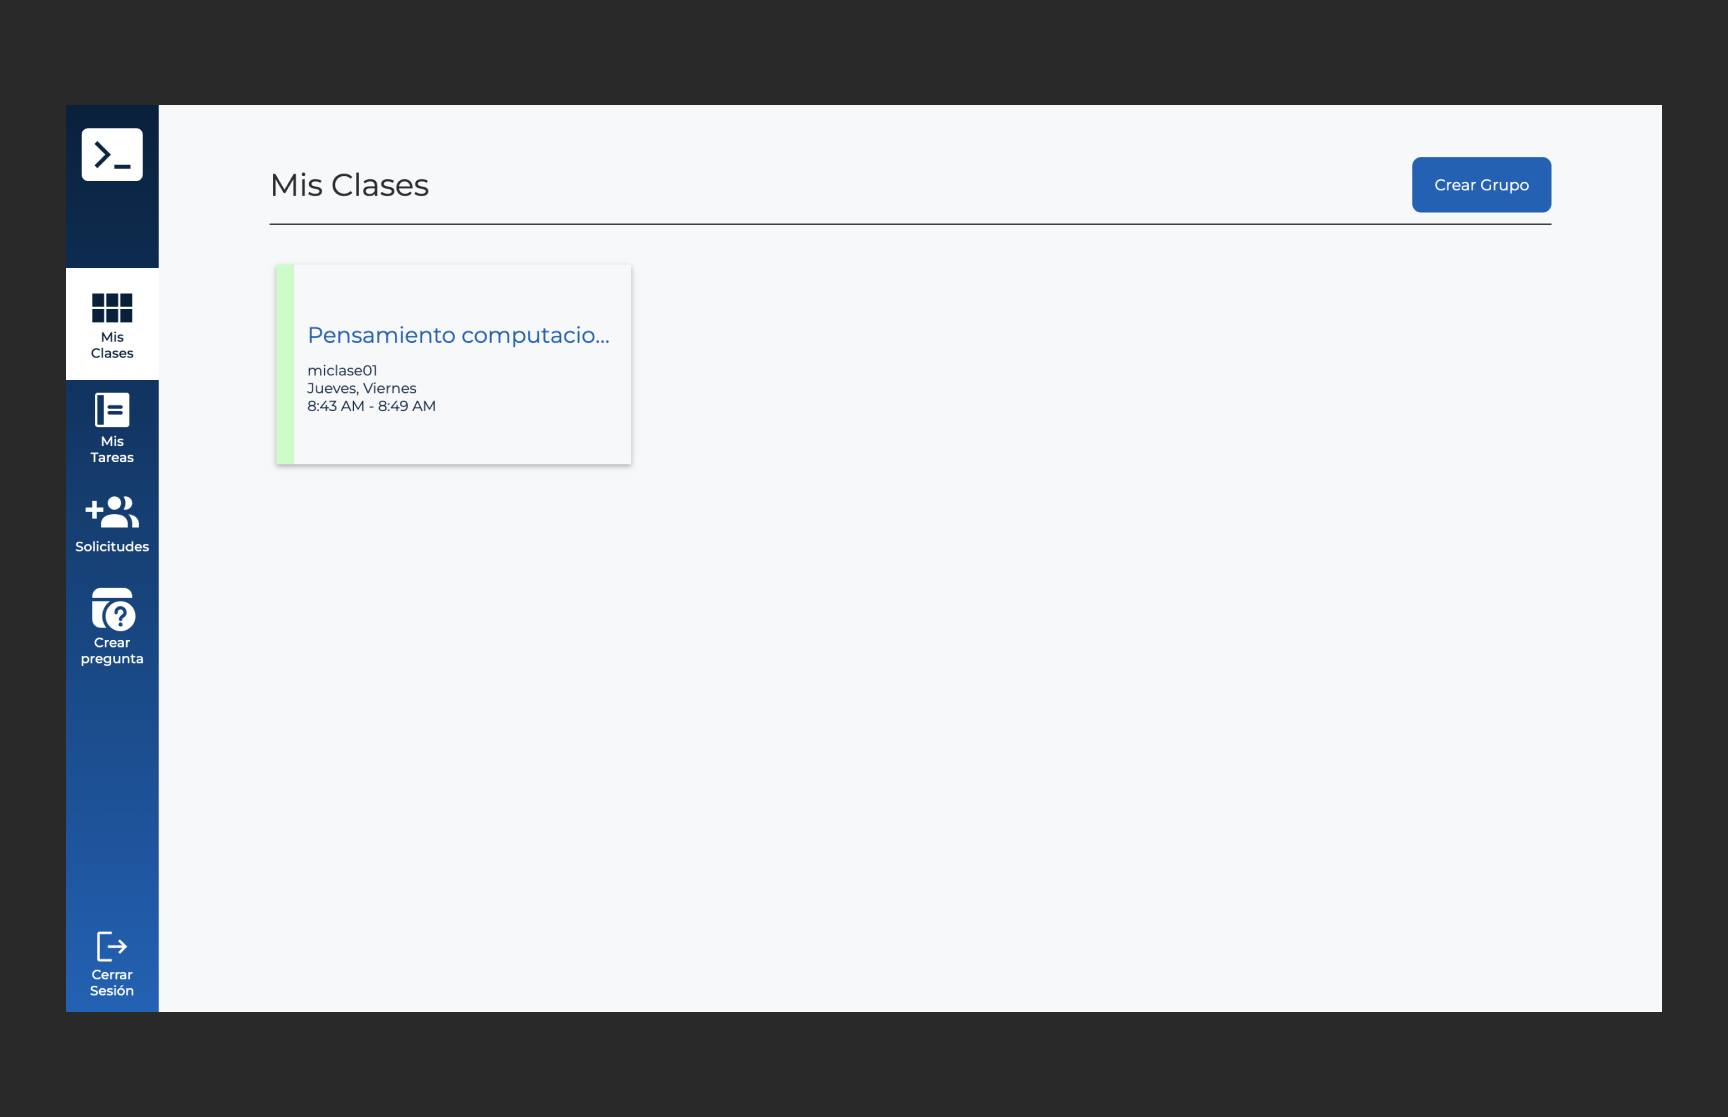 Mis Clases
Crear Grupo
Mis
Clases
Pensamiento computacio...
miclase01
Jueves, Viernes
8:43 AM - 8:49 AM
Mis
Tareas
Solicitudes
Crear
pregunta
Cerrar
Sesión